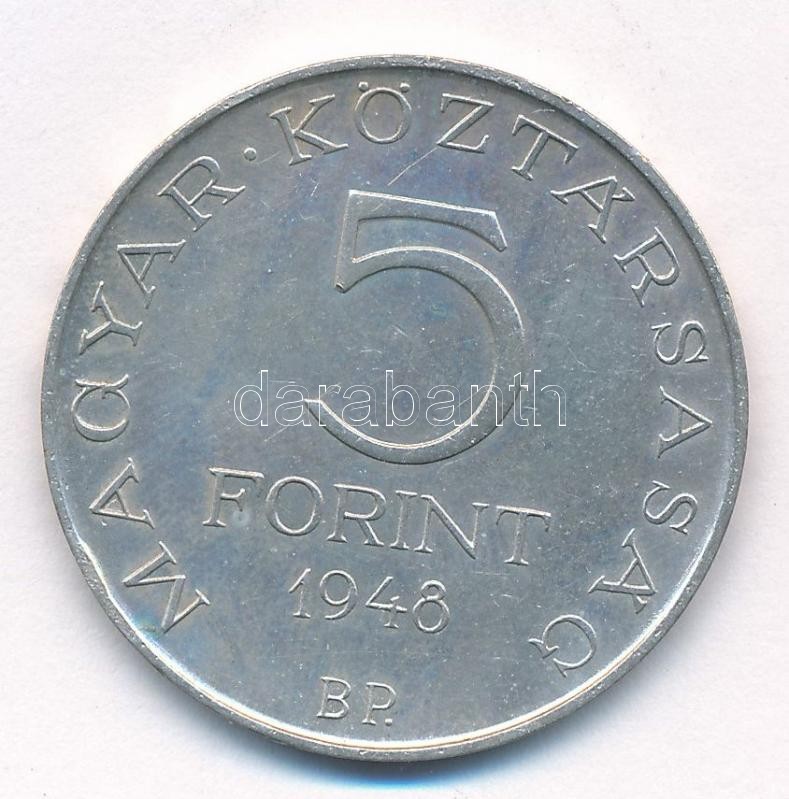 MAGYAR · KÖZTÁRSASÁG
5
darabanth
FORINT
1948
BP.